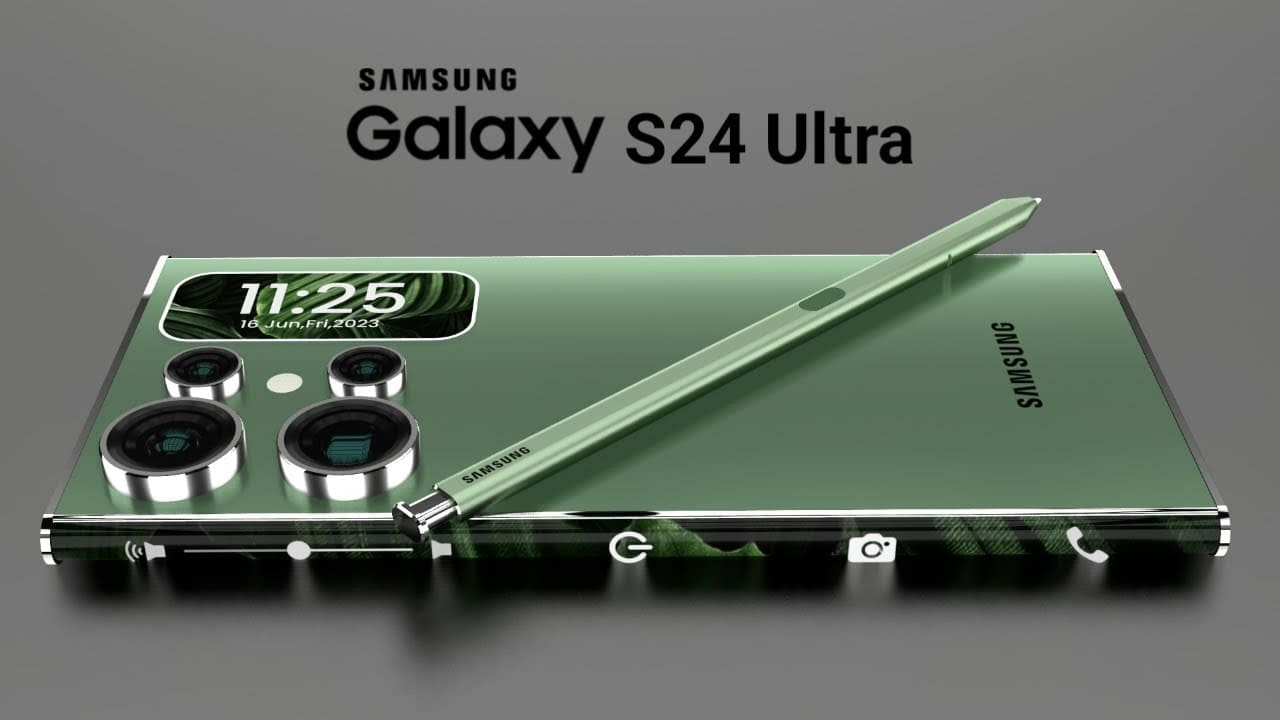 SAMSUNG
Galaxy S24 Ultra
11:25
16 Jun,Fri,2023
SAMSUNG
SAMSUNG